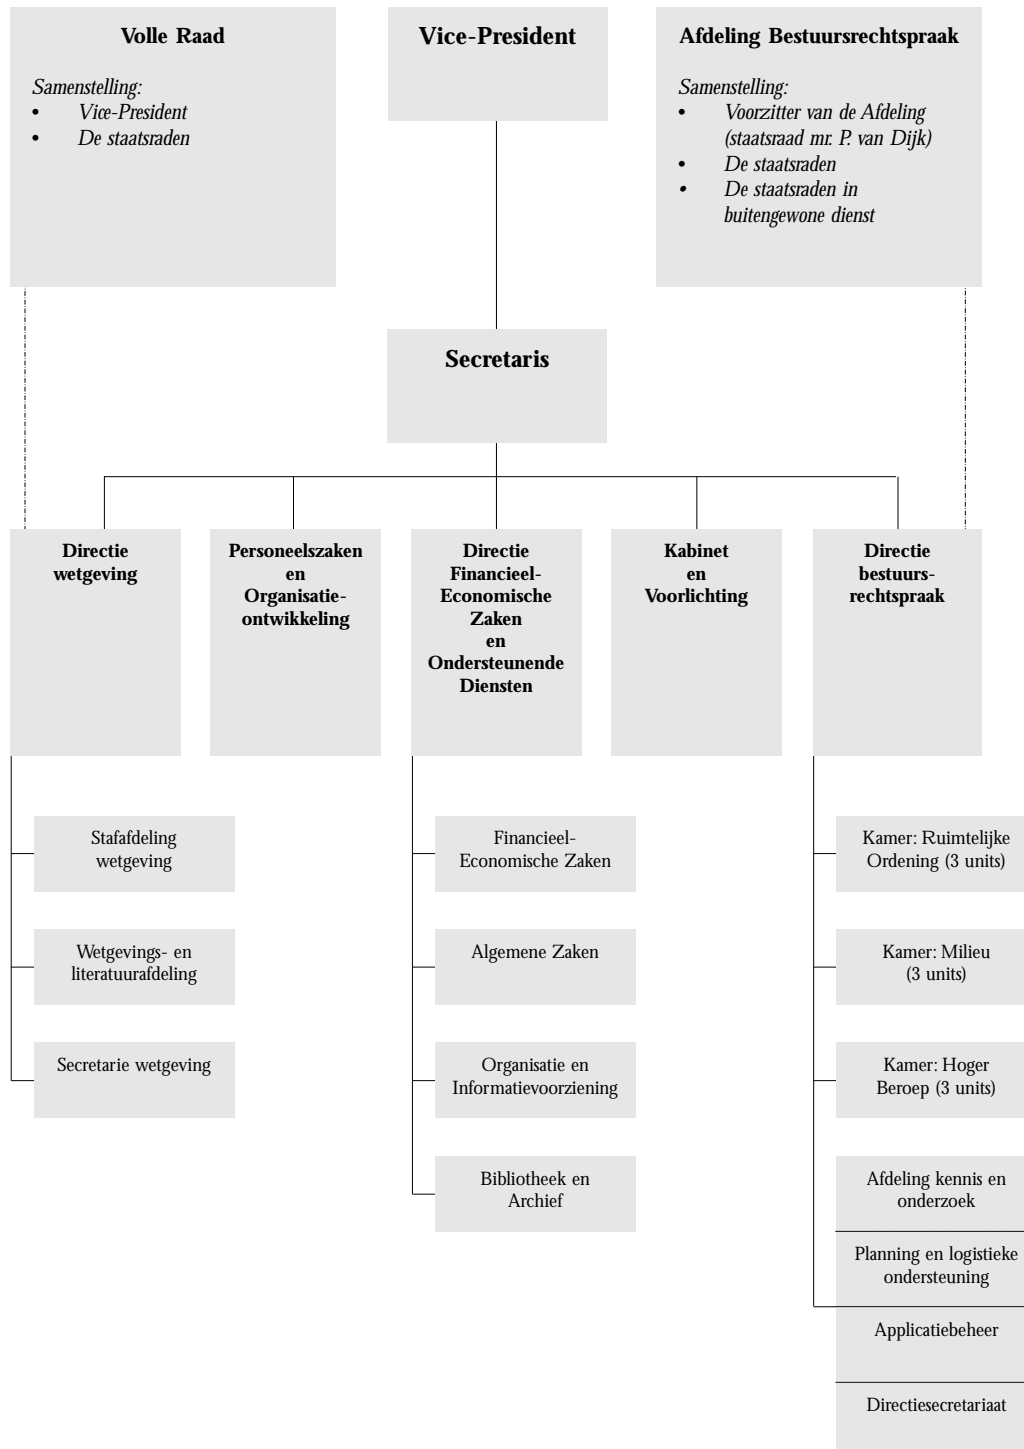 Volle Raad
Samenstelling:
• Vice-President
• De staatsraden
Vice-President
Afdeling Bestuursrechtspraak
Samenstelling:
• Voorzitter van de Afdeling
(staatsraad mr. P. van Dijk)
• De staatsraden
• De staatsraden in
buitengewone dienst
Secretaris
Directie
wetgeving
Personeelszaken
en
Organisatie-
ontwikkeling
Directie
Financieel-
Economische
Zaken
en
Ondersteunende
Diensten
Kabinet
en
Voorlichting
Directie
bestuurs-
rechtspraak
Stafafdeling
wetgeving
Wetgevings- en
literatuurafdeling
Secretarie wetgeving
Financieel-
Economische Zaken
Algemene Zaken
Organisatie en
Informatievoorziening
Bibliotheek en
Archief
Kamer: Ruimtelijke
Ordening (3 units)
Kamer: Milieu
(3 units)
Kamer: Hoger
Beroep (3 units)
Afdeling kennis en
onderzoek
Planning en logistieke
ondersteuning
Applicatiebeheer
Directiesecretariaat